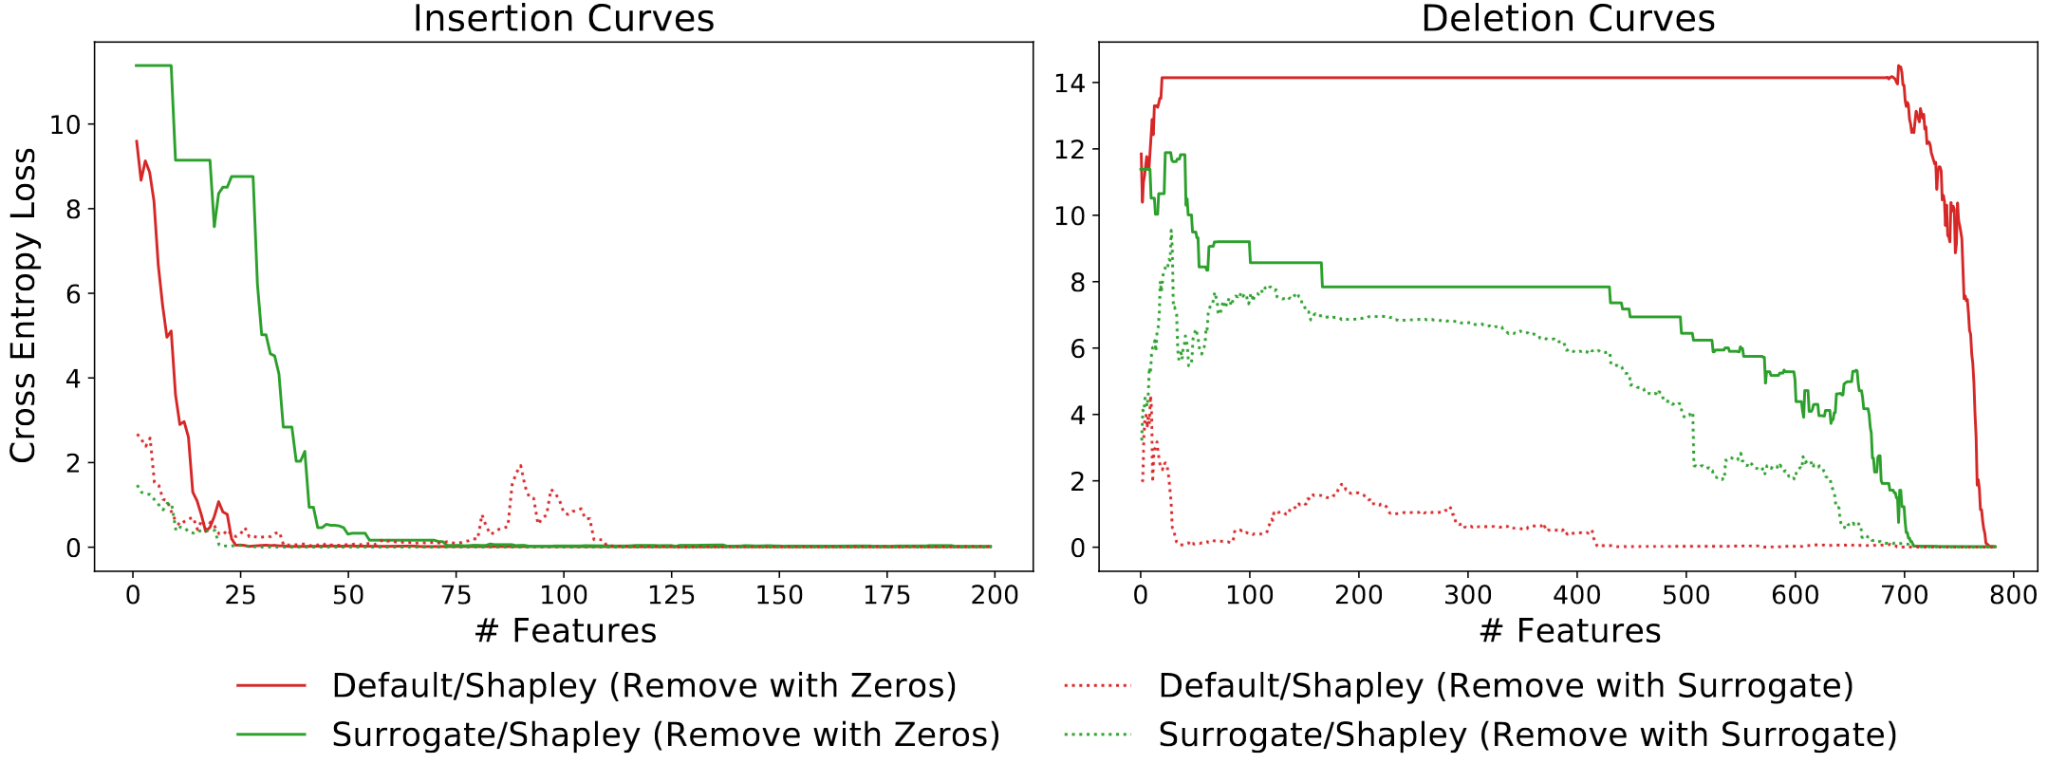 Insertion Curves
Deletion Curves
Cross Entropy Loss
10
8
6
4
2
0
0 25 50 75 100 125 150 175 200
# Features
14
12
10
8
6
4
2
0
0 100 200 300 400 500 600 700 800
# Features
Default/Shapley (Remove with Zeros)
Default/Shapley (Remove with Surrogate)
Surrogate/Shapley (Remove with Zeros)
Surrogate/Shapley (Remove with Surrogate)